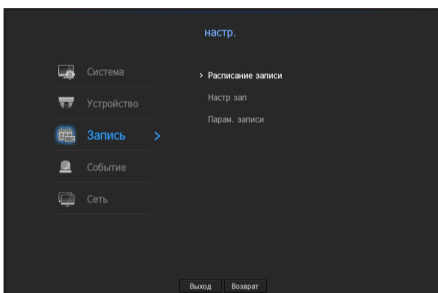 настр.
Система
Устройство
Запись >
Событие
Сеть
> Расписание записи
Настр зап
Парам. записи
Выход Возврат